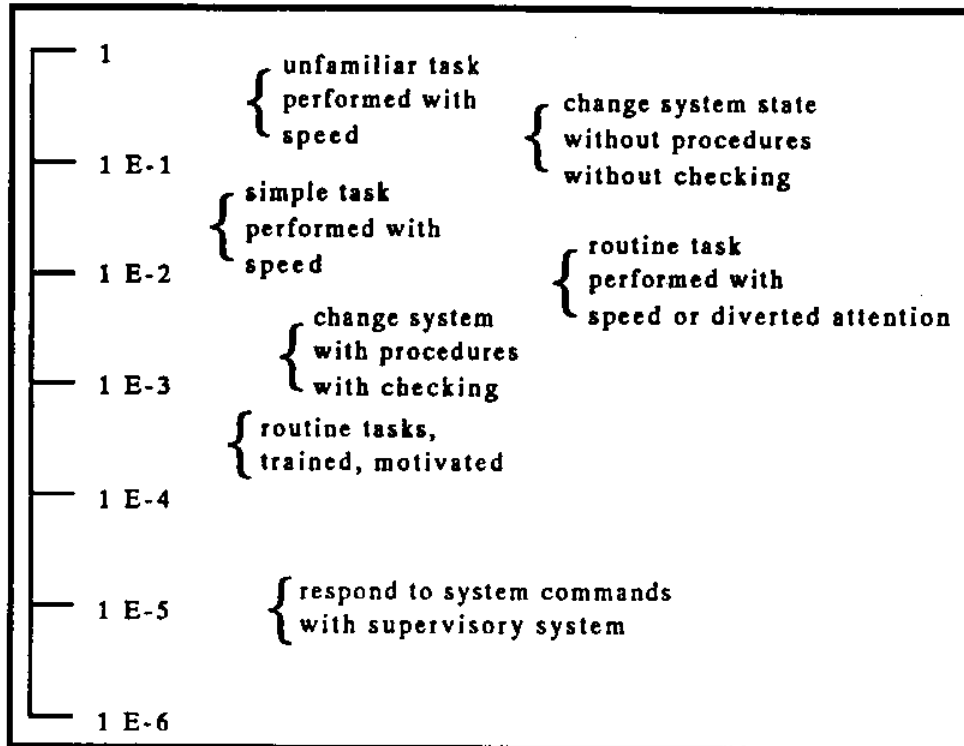 1
unfamiliar task
performed with
speed
change system state
without procedures
without checking
1 E-1
simple task
performed with
speed
1 E-2
routine task
performed with
speed or diverted attention
change system
with procedures
with checking
1 E-3
routine tasks,
trained, motivated
1 E-4
1 E-5
respond to system commands
with supervisory system
1 E-6